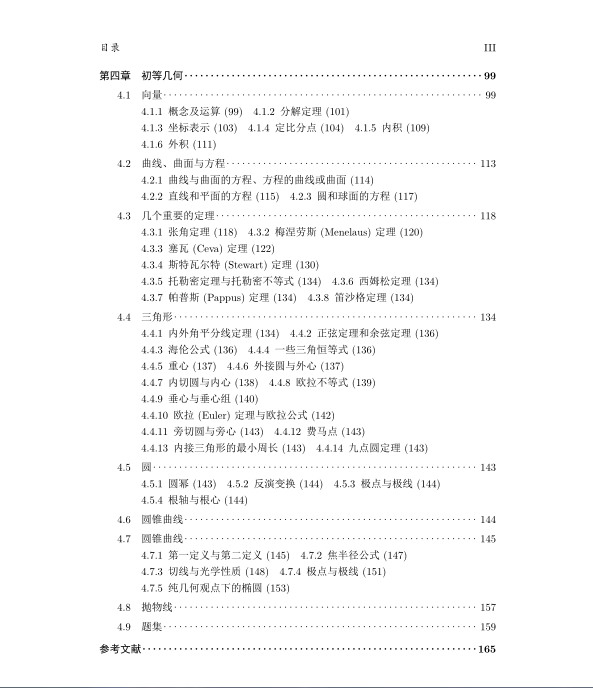 目录 III
第四章 初等几何 99
4.1 向量 99
4.1.1 概念及运算 (99) 4.1.2 分解定理 (101)
4.1.3 坐标表示 (103) 4.1.4 定比分点 (104) 4.1.5 内积 (109)
4.1.6 外积 (111)
4.2 曲线、曲面与方程 113
4.2.1 曲线与曲面的方程、方程的曲线或曲面 (114)
4.2.2 直线和平面的方程 (115) 4.2.3 圆和球面的方程 (117)
4.3 几个重要的定理 118
4.3.1 张角定理 (118) 4.3.2 梅涅劳斯 (Menelaus) 定理 (120)
4.3.3 塞瓦 (Ceva) 定理 (122)
4.3.4 斯特瓦尔特 (Stewart) 定理 (130)
4.3.5 托勒密定理与托勒密不等式 (134) 4.3.6 西姆松定理 (134)
4.3.7 帕普斯 (Pappus) 定理 (134) 4.3.8 笛沙格定理 (134)
4.4 三角形 134
4.4.1 内外角平分线定理 (134) 4.4.2 正弦定理和余弦定理 (136)
4.4.3 海伦公式 (136) 4.4.4 一些三角恒等式 (136)
4.4.5 重心 (137) 4.4.6 外接圆与外心 (137)
4.4.7 内切圆与内心 (138) 4.4.8 欧拉不等式 (139)
4.4.9 垂心与垂心组 (140)
4.4.10 欧拉 (Euler) 定理与欧拉公式 (142)
4.4.11 旁切圆与旁心 (143) 4.4.12 费马点 (143)
4.4.13 内接三角形的最小周长 (143) 4.4.14 九点圆定理 (143)
4.5 圆 143
4.5.1 圆幂 (143) 4.5.2 反演变换 (144) 4.5.3 极点与极线 (144)
4.5.4 根轴与根心 (144)
4.6 圆锥曲线 144
4.7 圆锥曲线 145
4.7.1 第一定义与第二定义 (145) 4.7.2 焦半径公式 (147)
4.7.3 切线与光学性质 (148) 4.7.4 极点与极线 (151)
4.7.5 纯几何观点下的椭圆 (153)
4.8 抛物线 157
4.9 题集 159
参考文献 165